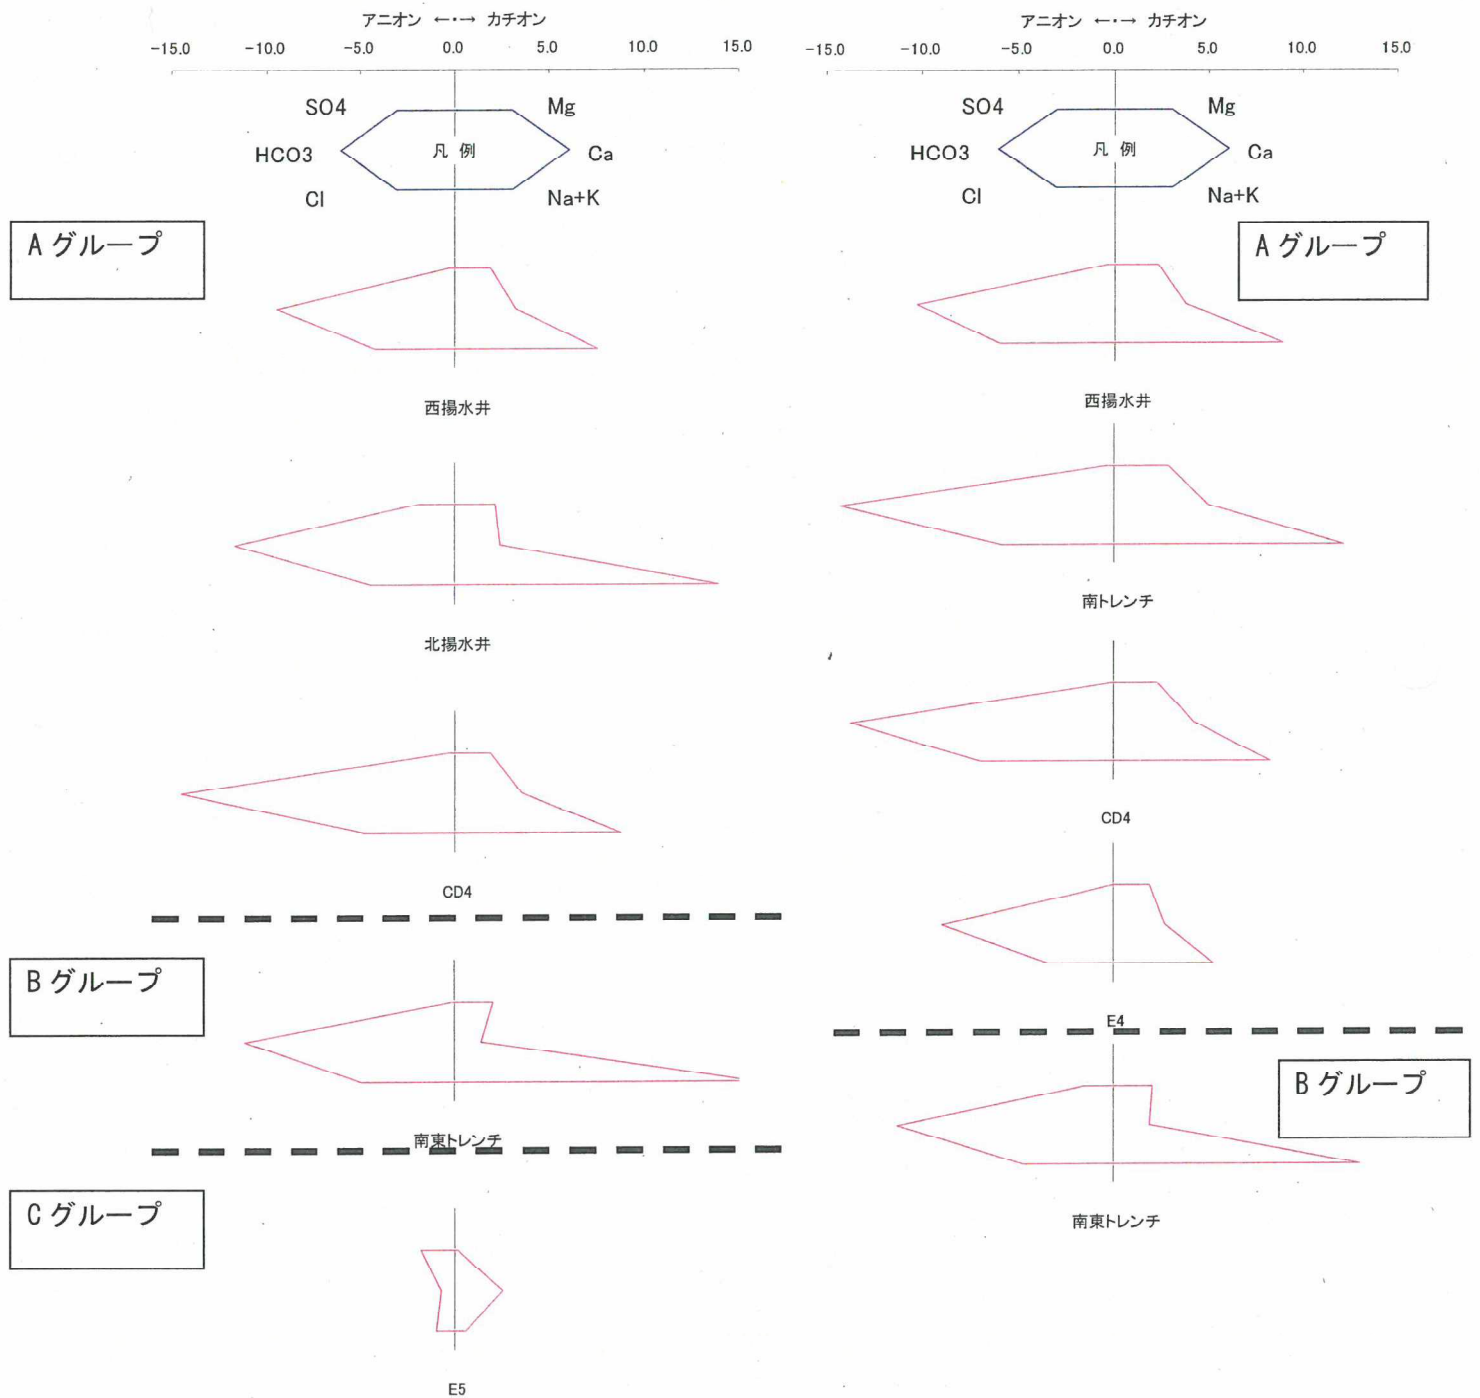 アニオン ←・→ カチオン
-15.0 -10.0 -5.0 0.0 5.0 10.0 15.0
SO4 Mg
HCO3 凡 例 Ca
Cl Na+K
A グループ
西揚水井
北揚水井
CD4
B グループ
南東トレンチ
C グループ
E5
アニオン ←・→ カチオン
-15.0 -10.0 -5.0 0.0 5.0 10.0 15.0
SO4 Mg
HCO3 凡 例 Ca
Cl Na+K
A グループ
西揚水井
南トレンチ
CD4
E4
B グループ
南東トレンチ